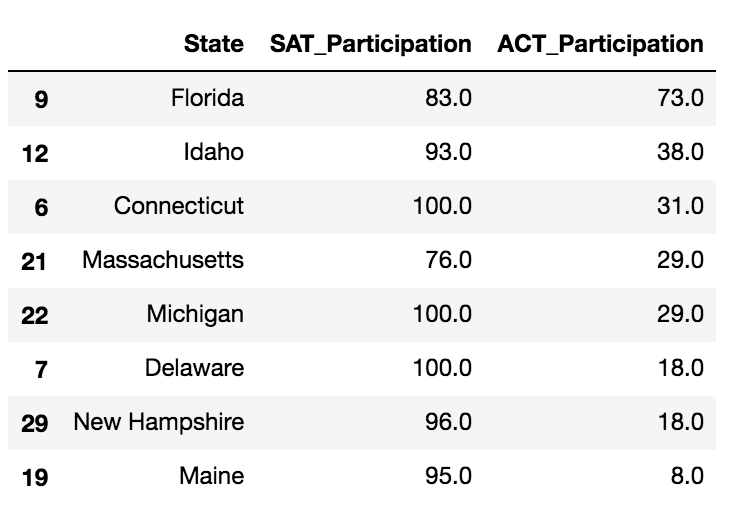 State SAT_Participation ACT_Participation
9 Florida 83.0 73.0
12 Idaho 93.0 38.0
6 Connecticut 100.0 31.0
21 Massachusetts 76.0 29.0
22 Michigan 100.0 29.0
7 Delaware 100.0 18.0
29 New Hampshire 96.0 18.0
19 Maine 95.0 8.0